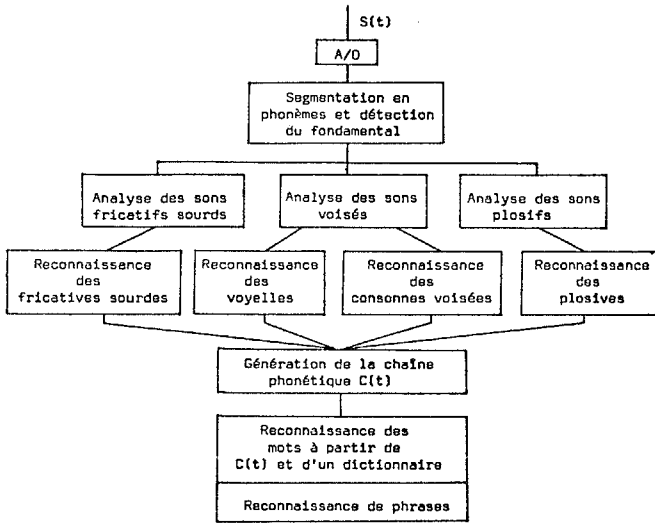 S(t)
A/D
Segmentation en
phonèmes et détection
du fondamental
Analyse des sons
fricatifs sourds
Analyse des sons
voisés
Analyse des sons
plosifs
Reconnaissance
des
fricatives sourdes
Reconnaissance
des
voyelles
Reconnaissance
des
consonnes voisées
Reconnaissance
des
plosives
Génération de la chaîne
phonétique C(t)
Reconnaissance des
mots à partir de
C(t) et d'un dictionnaire
Reconnaissance de phrases